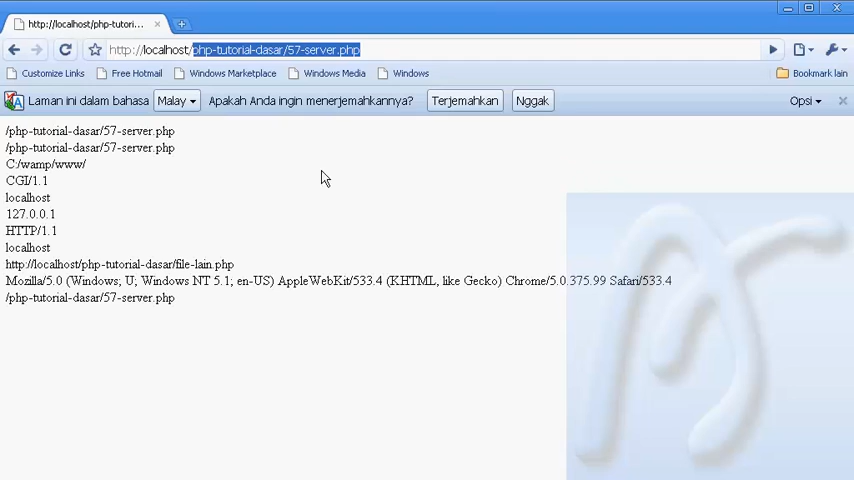 http://localhost/php-tutori...
http://localhost/php-tutorial-dasar/57-server.php
Customize Links Free Hotmail Windows Marketplace Windows Media Windows Bookmark lain
Laman ini dalam bahasa Malay Apakah Anda ingin menerjemahkannya? Terjemahkan Nggak Opsi
/php-tutorial-dasar/57-server.php
/php-tutorial-dasar/57-server.php
C:/wamp/www/
CGI/1.1
localhost
127.0.0.1
HTTP/1.1
localhost
http://localhost/php-tutorial-dasar/file-lain.php
Mozilla/5.0 (Windows; U; Windows NT 5.1; en-US) AppleWebKit/533.4 (KHTML, like Gecko) Chrome/5.0.375.99 Safari/533.4
/php-tutorial-dasar/57-server.php